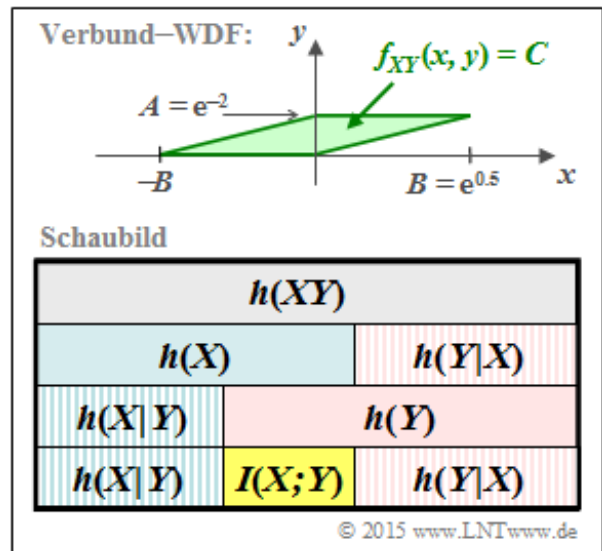 Verbund–WDF:
y
f_XY(x, y) = C
A = e⁻²
–B
B = e^0.5
x
Schaubild
h(XY)
h(X) h(Y|X)
h(X|Y) h(Y)
h(X|Y) I(X;Y) h(Y|X)
© 2015 www.LNTwww.de